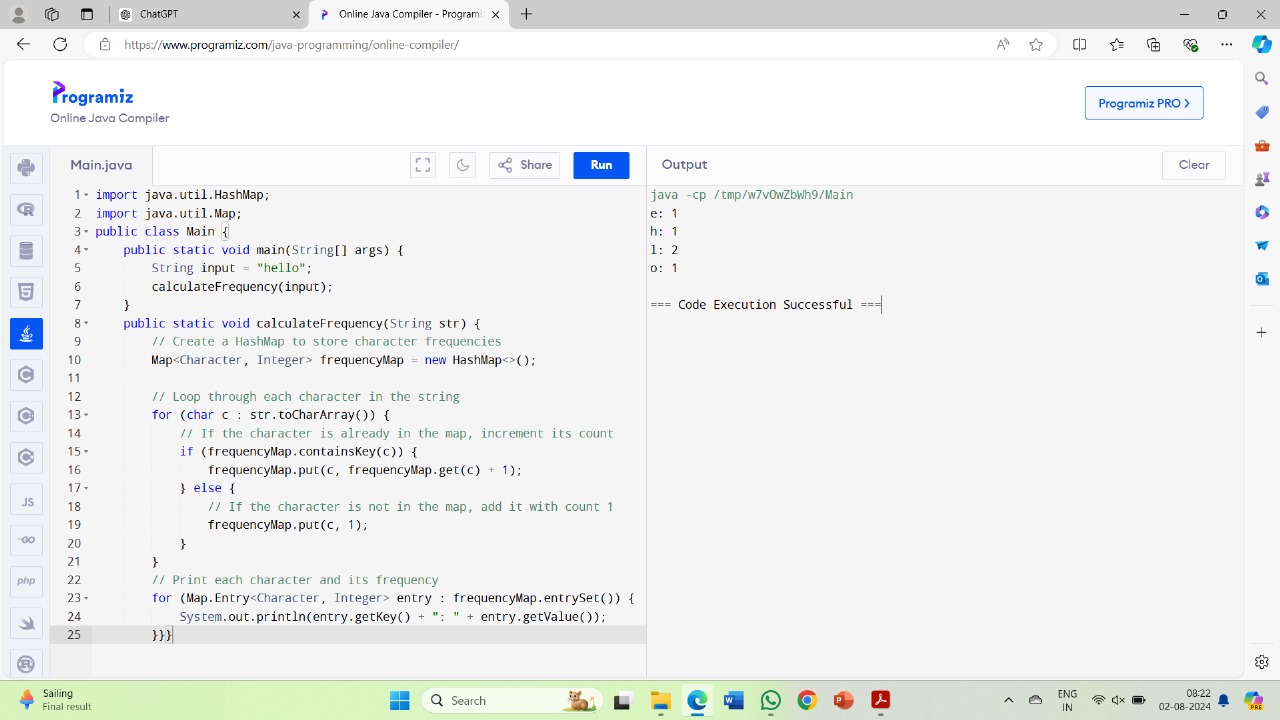 ChatGPT
Online Java Compiler - Programiz
https://www.programiz.com/java-programming/online-compiler/
Programiz
Online Java Compiler
Programiz PRO >
Main.java
Share
Run
Output
Clear
1 import java.util.HashMap;
2 import java.util.Map;
3 public class Main {
4 public static void main(String[] args) {
5 String input = "hello";
6 calculateFrequency(input);
7 }
8 public static void calculateFrequency(String str) {
9 // Create a HashMap to store character frequencies
10 Map<Character, Integer> frequencyMap = new HashMap<>();
11
12 // Loop through each character in the string
13 for (char c : str.toCharArray()) {
14 // If the character is already in the map, increment its count
15 if (frequencyMap.containsKey(c)) {
16 frequencyMap.put(c, frequencyMap.get(c) + 1);
17 } else {
18 // If the character is not in the map, add it with count 1
19 frequencyMap.put(c, 1);
20 }
21 }
22 // Print each character and its frequency
23 for (Map.Entry<Character, Integer> entry : frequencyMap.entrySet()) {
24 System.out.println(entry.getKey() + ": " + entry.getValue());
25 }}}
java -cp /tmp/w7vOwZbWh9/Main
e: 1
h: 1
l: 2
o: 1
=== Code Execution Successful ===
JS
GO
php
Sailing
Final result
Search
ENG
IN
08:22
02-08-2024